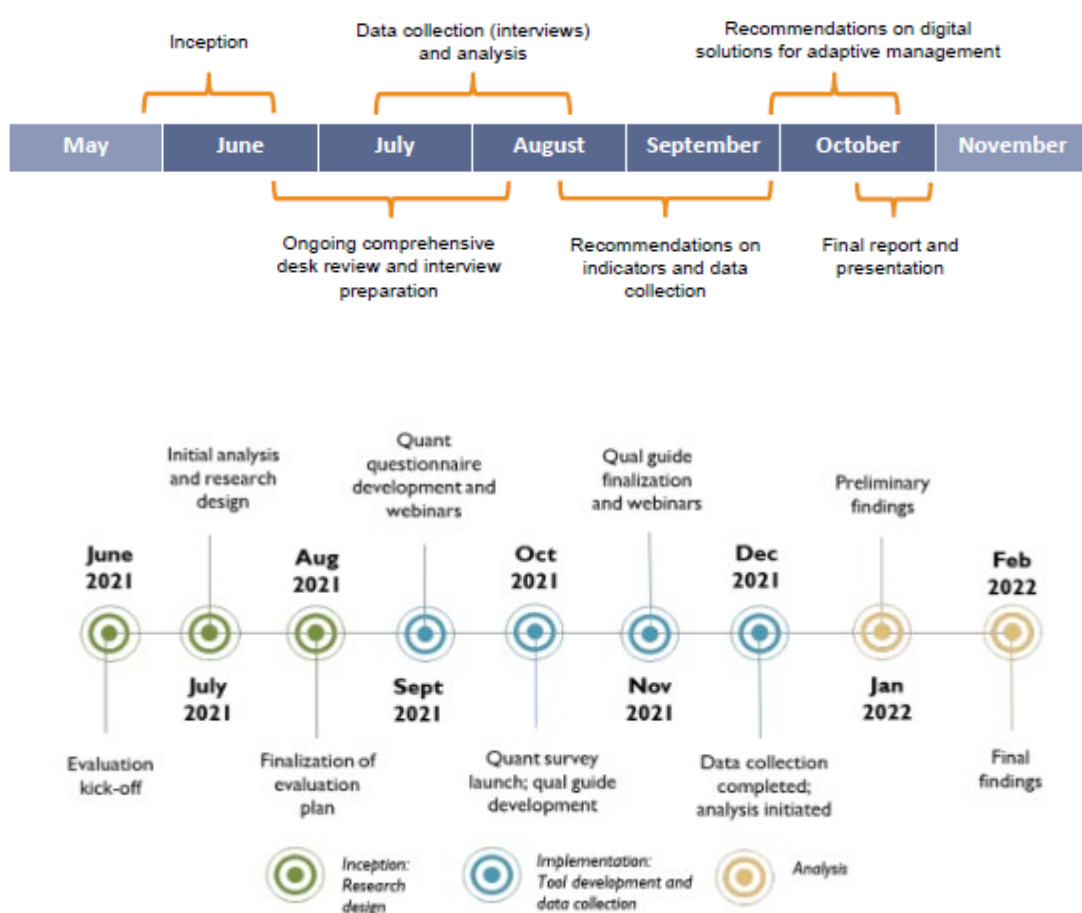 Inception
Data collection (interviews)
and analysis
Recommendations on digital
solutions for adaptive management
May
June
July
August
September
October
November
Ongoing comprehensive
desk review and interview
preparation
Recommendations on
indicators and data
collection
Final report and
presentation
Initial analysis
and research
design
Quant
questionnaire
development and
webinars
Qual guide
finalization
and webinars
Preliminary
findings
June
2021
Aug
2021
Oct
2021
Dec
2021
Feb
2022
July
2021
Sept
2021
Nov
2021
Jan
2022
Evaluation
kick-off
Finalization of
evaluation
plan
Quant survey
launch; qual guide
development
Data collection
completed;
analysis initiated
Final
findings
Inception:
Research
design
Implementation:
Tool development and
data collection
Analysis